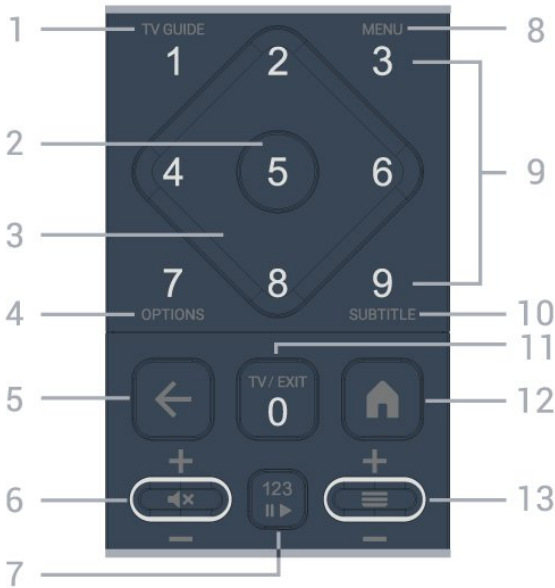 1 TV GUIDE MENU 8
1 2 3
2 4 5 6 9
3
7 8 9
4 OPTIONS SUBTITLE 10
11
TV / EXIT
5 0 12
+ +
6 13
123
- -
7